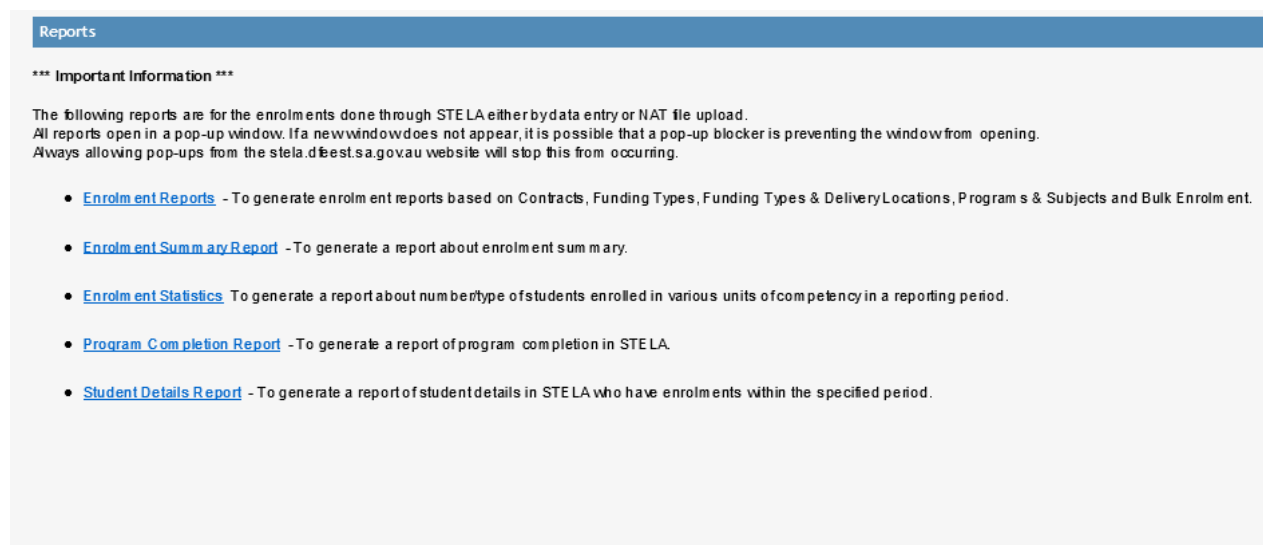 Reports
*** Important Information ***
The following reports are for the enrolments done through STELA either by data entry or NAT file upload.
All reports open in a pop-up window. If a new window does not appear, it is possible that a pop-up blocker is preventing the window from opening.
Always allowing pop-ups from the stela.dfeest.sa.gov.au website will stop this from occurring.
• Enrolment Reports - To generate enrolment reports based on Contracts, Funding Types, Funding Types & Delivery Locations, Programs & Subjects and Bulk Enrolment.
• Enrolment Summary Report - To generate a report about enrolment summary.
• Enrolment Statistics To generate a report about number/type of students enrolled in various units of competency in a reporting period.
• Program Completion Report - To generate a report of program completion in STELA.
• Student Details Report - To generate a report of student details in STELA who have enrolments within the specified period.